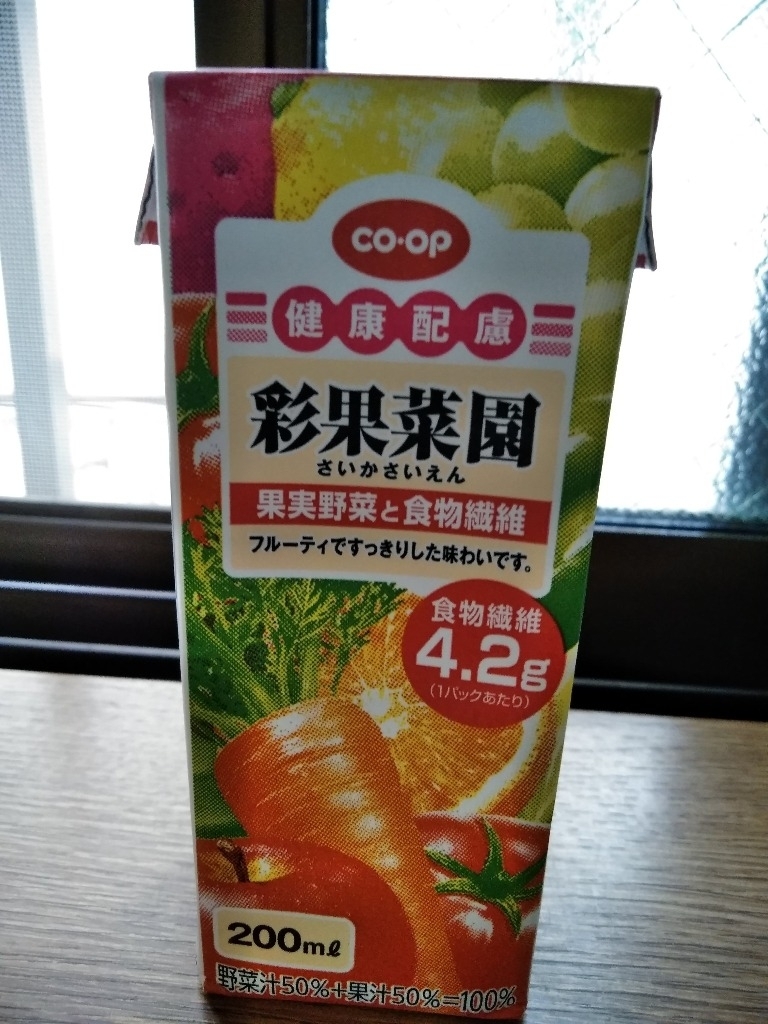 CO·OP
健康配慮
彩果菜園
さいかさいえん
果実野菜と食物繊維
フルーティですっきりした味わいです。
食物繊維
4.2g
(1パックあたり)
200mℓ
野菜汁50%+果汁50%=100%